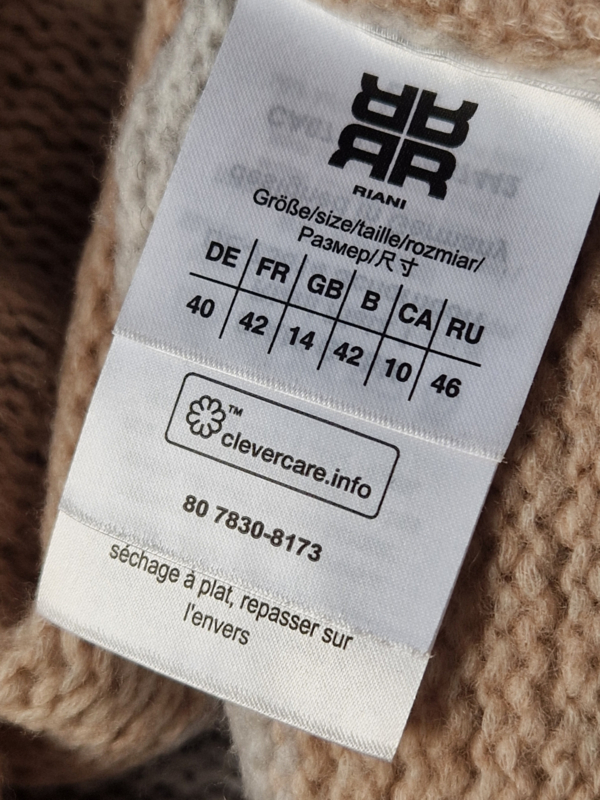 RIANI
Größe/size/taille/rozmiar/
Размер/尺寸
DE FR GB B CA RU
40 42 14 42 10 46
™
clevercare.info
80 7830-8173
séchage à plat, repasser sur
l'envers